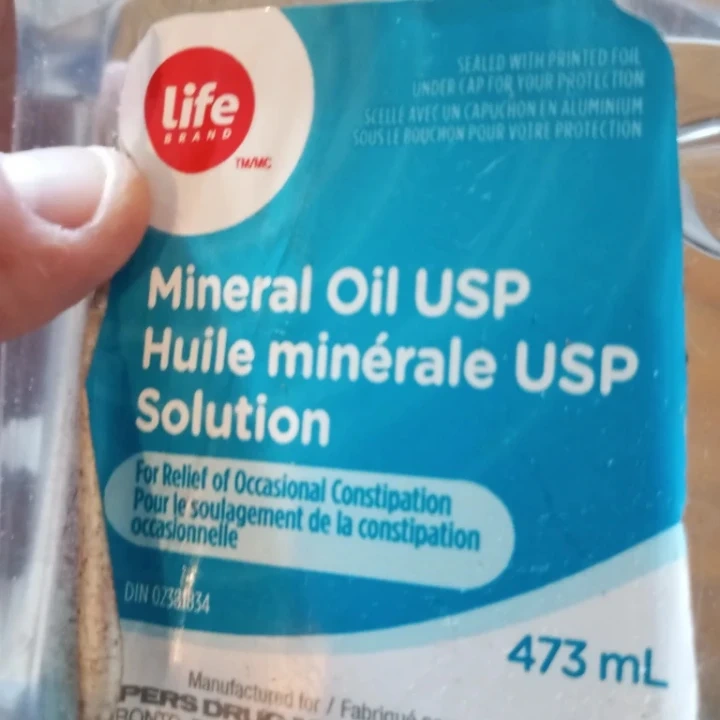 life
BRAND
TM/MC
SEALED WITH PRINTED FOIL
UNDER CAP FOR YOUR PROTECTION
SCELLÉ AVEC UN CAPUCHON EN ALUMINIUM
SOUS LE BOUCHON POUR VOTRE PROTECTION
Mineral Oil USP
Huile minérale USP
Solution
For Relief of Occasional Constipation
Pour le soulagement de la constipation
occasionnelle
DIN
473 mL
Manufactured for / Fabriqué
DRUG